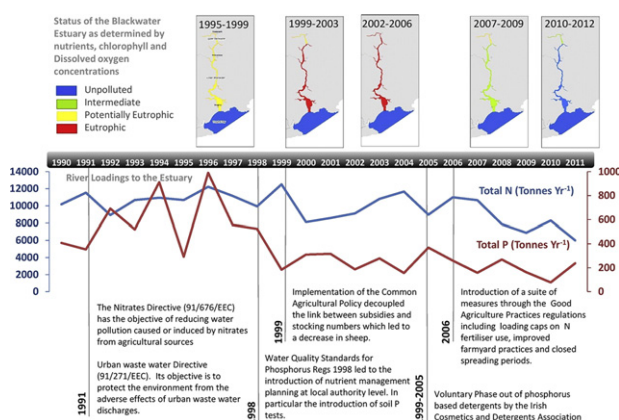 Status of the Blackwater
Estuary as determined by
nutrients, chlorophyll and
Dissolved oxygen
concentrations
Unpolluted
Intermediate
Potentially Eutrophic
Eutrophic
1995-1999
1999-2003
2002-2006
2007-2009
2010-2012
1990 1991 1992 1993 1994 1995 1996 1997 1998 1999 2000 2001 2002 2003 2004 2005 2006 2007 2008 2009 2010 2011
River Loadings to the Estuary
14000
12000
10000
8000
6000
4000
2000
0
1000
800
600
400
200
0
Total N (Tonnes Yr-1)
Total P (Tonnes Yr-1)
1991
The Nitrates Directive (91/676/EEC)
has the objective of reducing water
pollution caused or induced by nitrates
from agricultural sources
Urban waste water Directive
(91/271/EEC). Its objective is to
protect the environment from the
adverse effects of urban waste water
discharges.
1999
Implementation of the Common
Agricultural Policy decoupled
the link between subsidies and
stocking numbers which led to
a decrease in sheep.
1998
Water Quality Standards for
Phosphorus Regs 1998 led to the
introduction of nutrient management
planning at local authority level. In
particular the introduction of soil P
tests.
2006
Introduction of a suite of
measures through the Good
Agriculture Practices regulations
including loading caps on N
fertiliser use, improved
farmyard practices and closed
spreading periods.
1999-2005
Voluntary Phase out of phosphorus
based detergents by the Irish
Cosmetics and Detergents Association